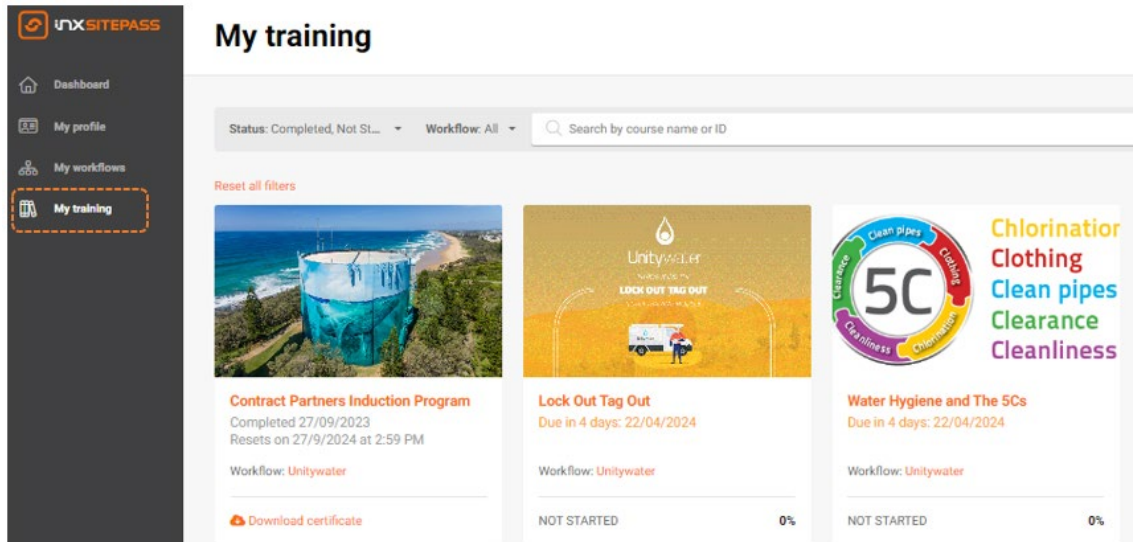 inxSITEPASS
My training
Dashboard
My profile
My workflows
My training
Status: Completed, Not St... Workflow: All Search by course name or ID
Reset all filters
Unitywater
LOCK OUT TAG OUT
5C
Clean pipes
Clothing
Chlorination
Cleanliness
Clearance
Chlorination
Clothing
Clean pipes
Clearance
Cleanliness
Contract Partners Induction Program
Completed 27/09/2023
Resets on 27/9/2024 at 2:59 PM
Workflow: Unitywater
Download certificate
Lock Out Tag Out
Due in 4 days: 22/04/2024
Workflow: Unitywater
NOT STARTED 0%
Water Hygiene and The 5Cs
Due in 4 days: 22/04/2024
Workflow: Unitywater
NOT STARTED 0%